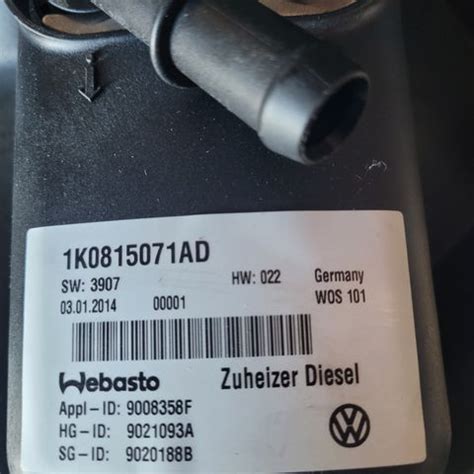 1K0815071AD
SW: 3907 HW: 022 Germany
03.01.2014 00001 WOS 101
Webasto Zuheizer Diesel
Appl-ID: 9008358F
HG-ID: 9021093A
SG-ID: 9020188B